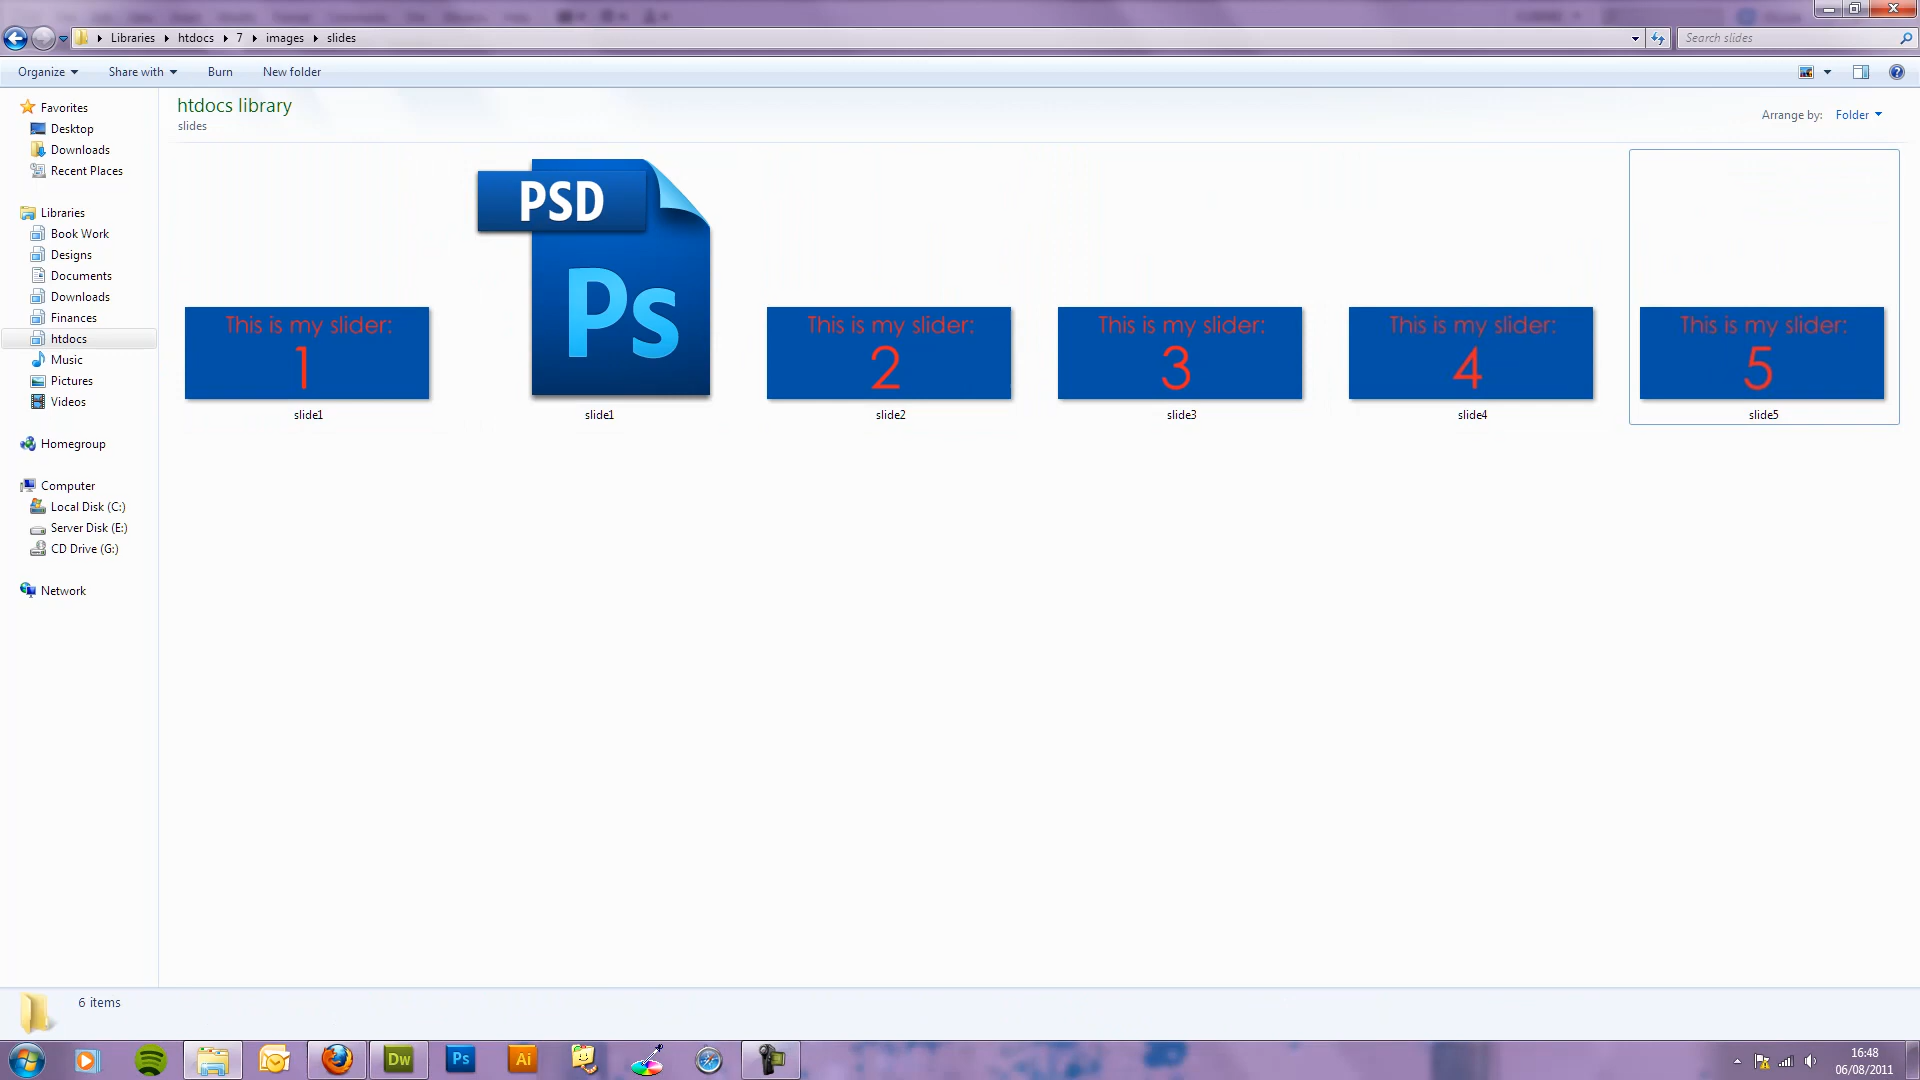 Libraries htdocs 7 images slides
Search slides
Organize Share with Burn New folder
Favorites
Desktop
Downloads
Recent Places
Libraries
Book Work
Designs
Documents
Downloads
Finances
htdocs
Music
Pictures
Videos
Homegroup
Computer
Local Disk (C:)
Server Disk (E:)
CD Drive (G:)
Network
htdocs library
slides
Arrange by: Folder
This is my slider:
1
slide1
PSD
Ps
slide1
This is my slider:
2
slide2
This is my slider:
3
slide3
This is my slider:
4
slide4
This is my slider:
5
slide5
6 items
Dw Ps Ai
16:48
06/08/2011